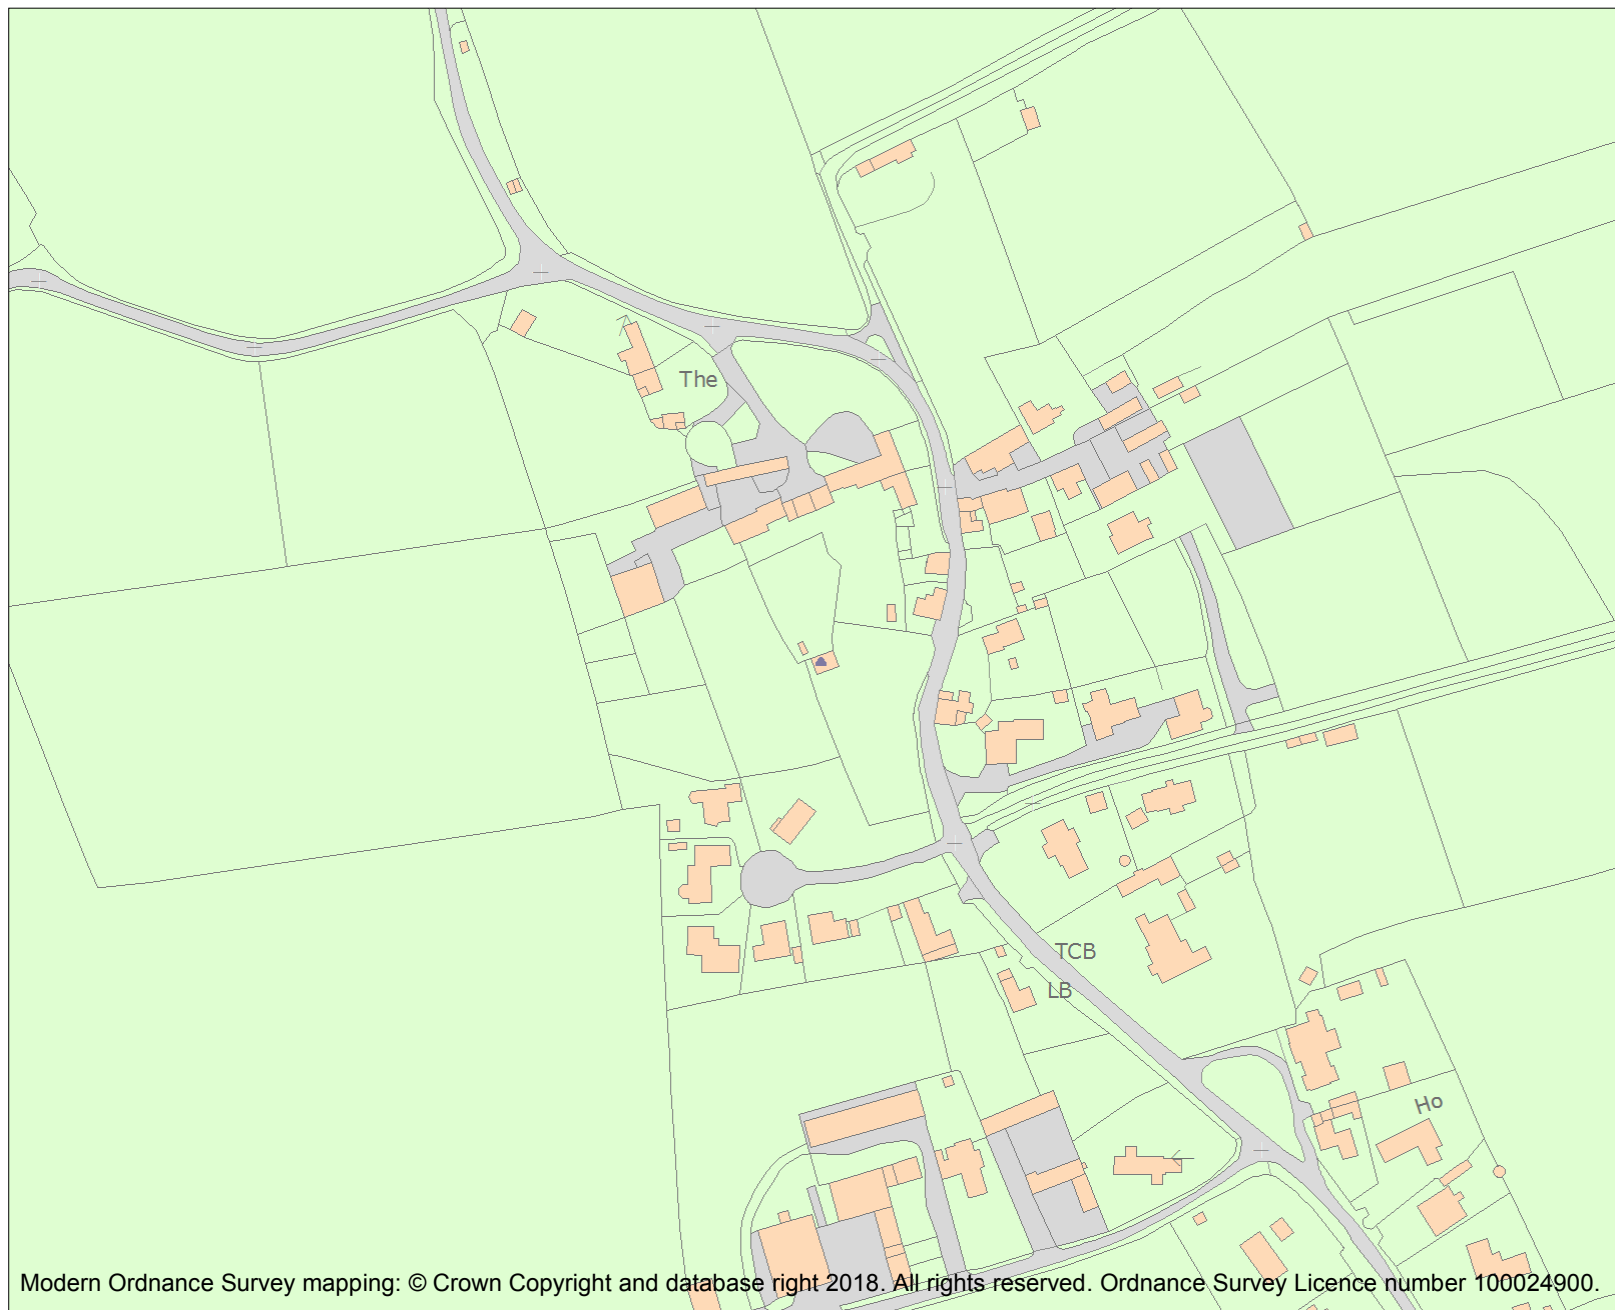 The
TCB
LB
Ho
Modern Ordnance Survey mapping: © Crown Copyright and database right 2018. All rights reserved. Ordnance Survey Licence number 100024900.